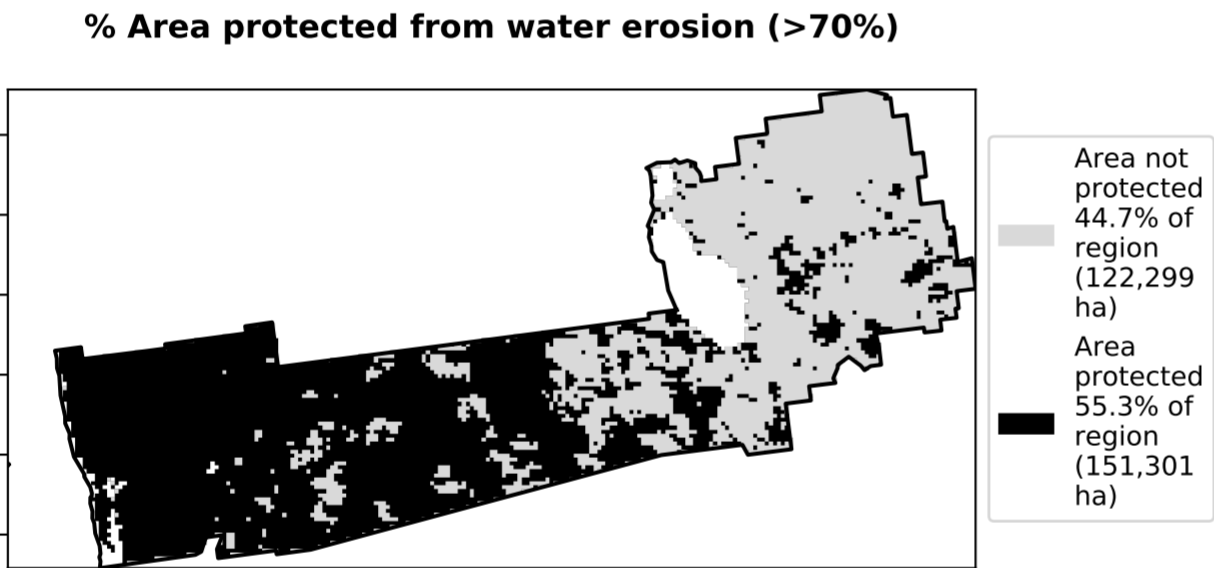 % Area protected from water erosion (>70%)
Area not
protected
44.7% of
region
(122,299
ha)
Area
protected
55.3% of
region
(151,301
ha)